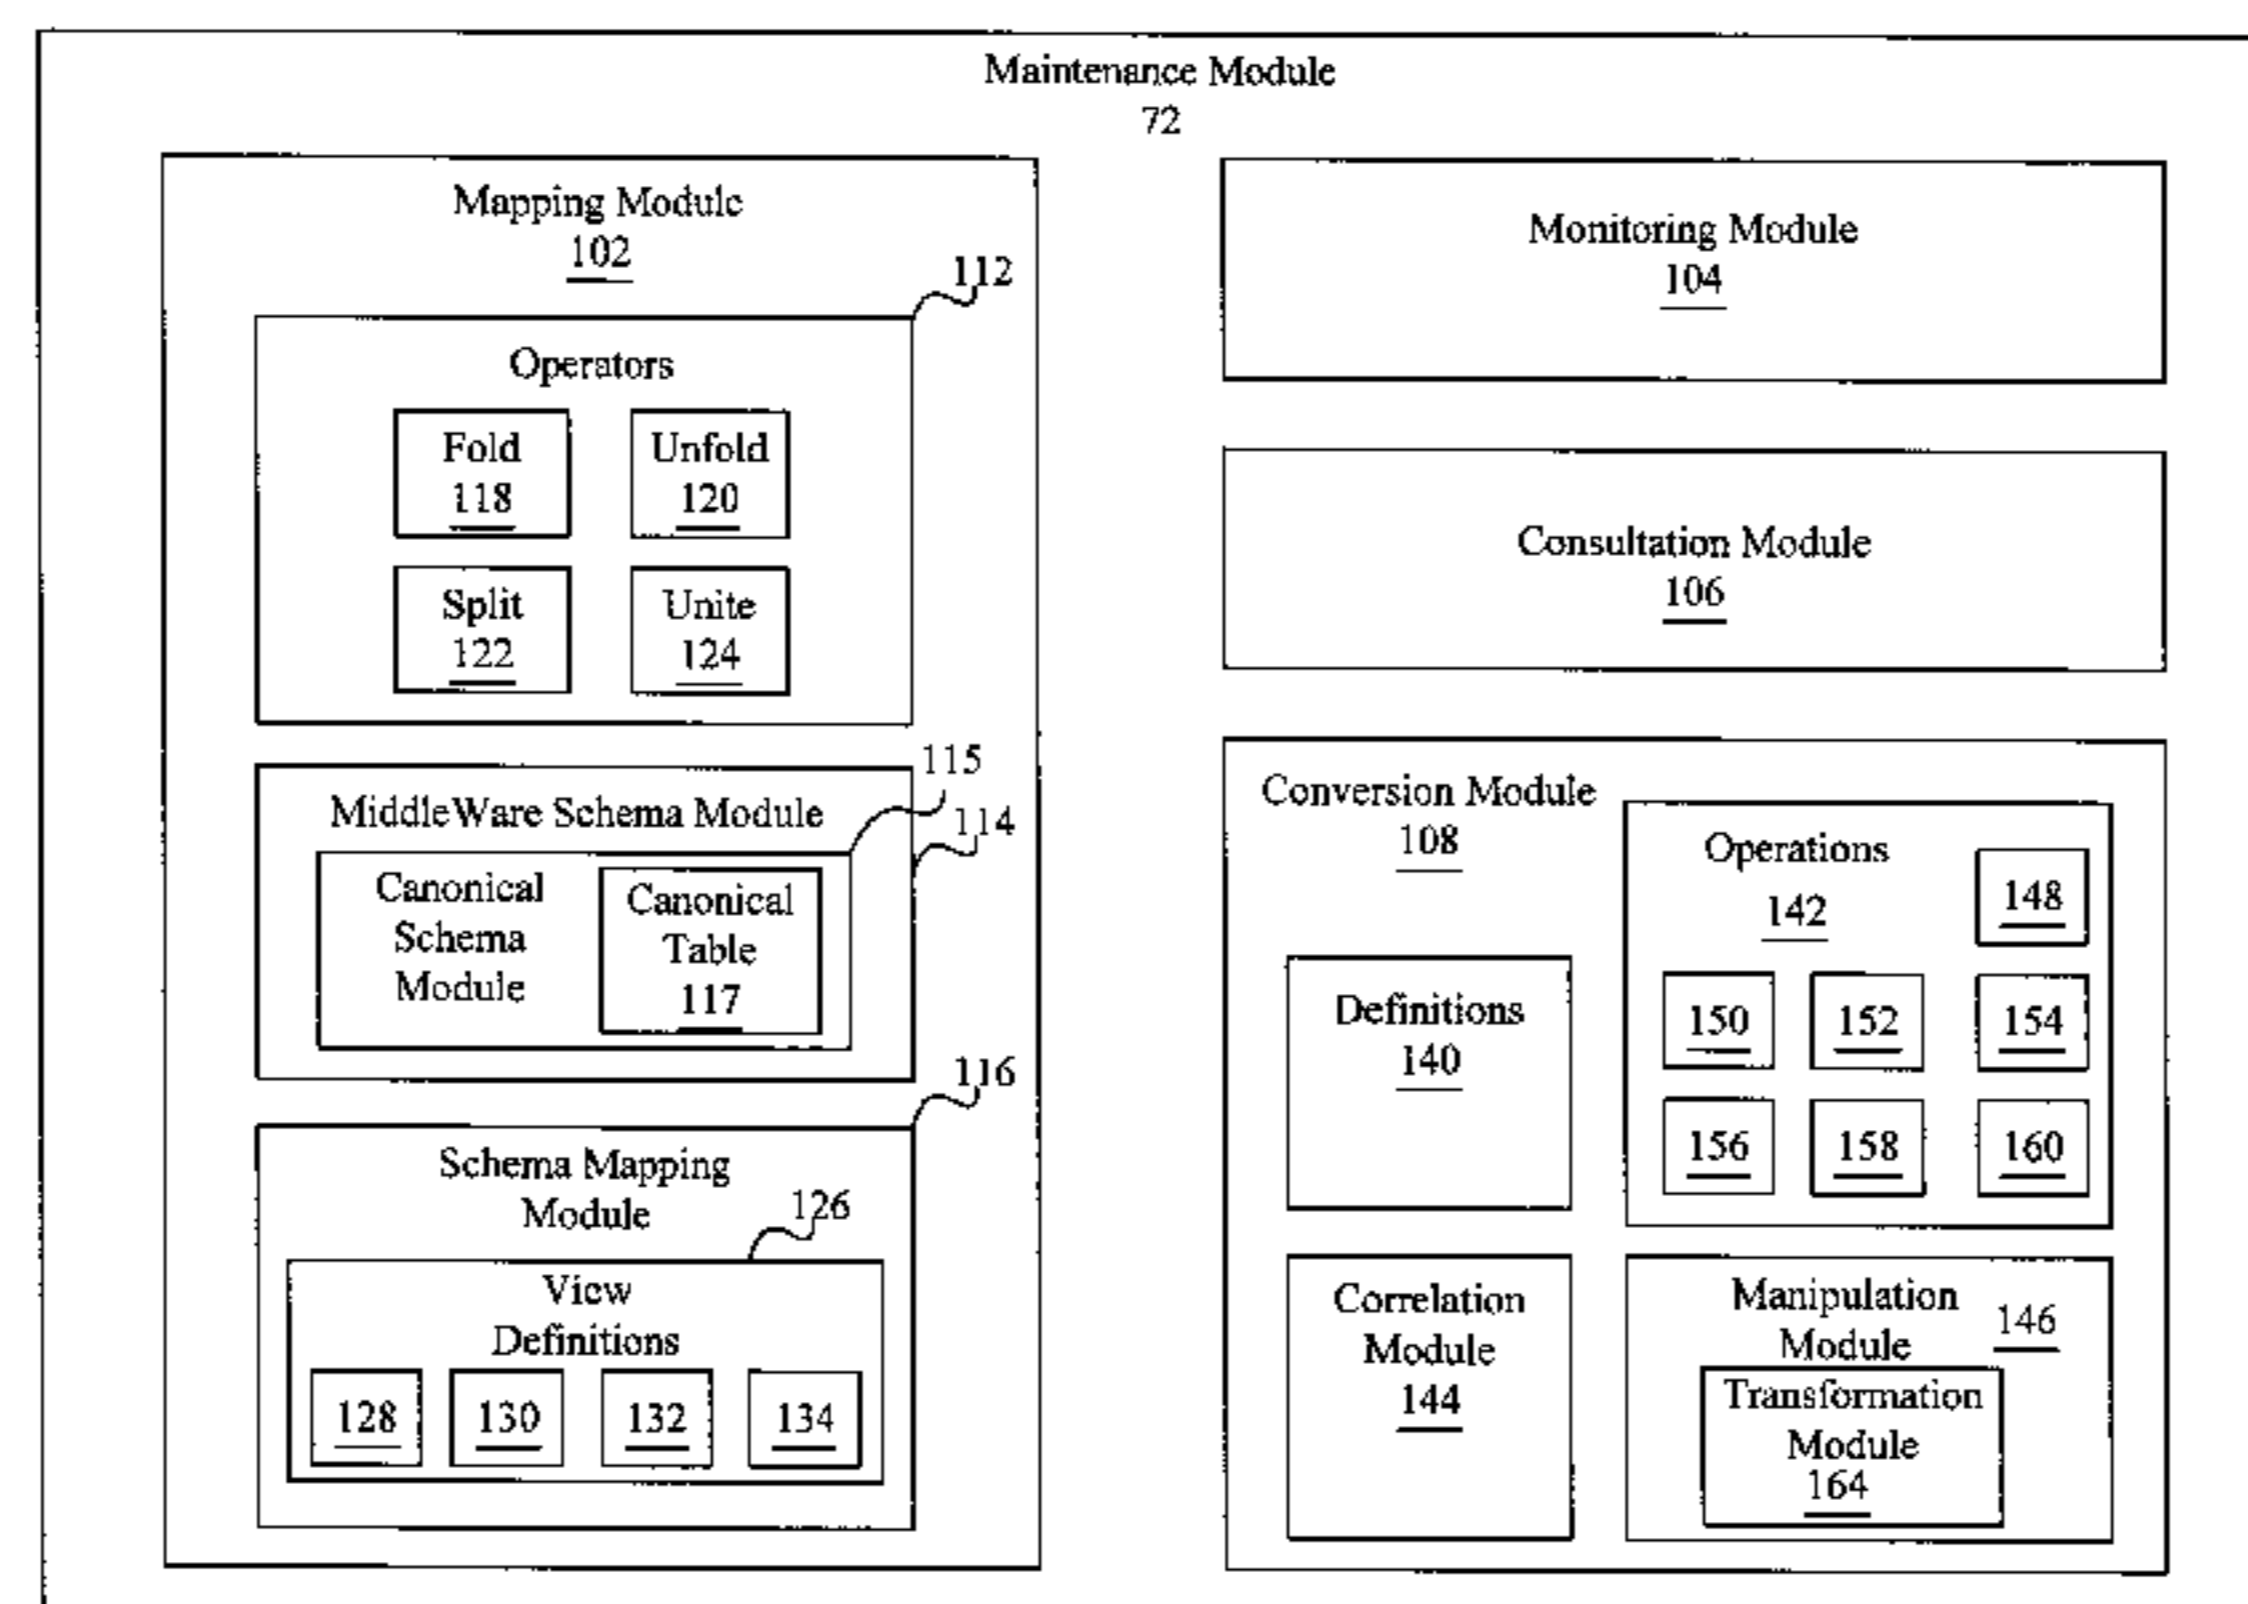 Maintenance Module
72
Mapping Module
102
112
Operators
Fold
118
Unfold
120
Split
122
Unite
124
115
MiddleWare Schema Module
114
Canonical
Schema
Module
Canonical
Table
117
116
Schema Mapping
Module
126
View
Definitions
128
130
132
134
Monitoring Module
104
Consultation Module
106
Conversion Module
108
Operations
142
148
150
152
154
156
158
160
Definitions
140
Correlation
Module
144
Manipulation
Module
146
Transformation
Module
164